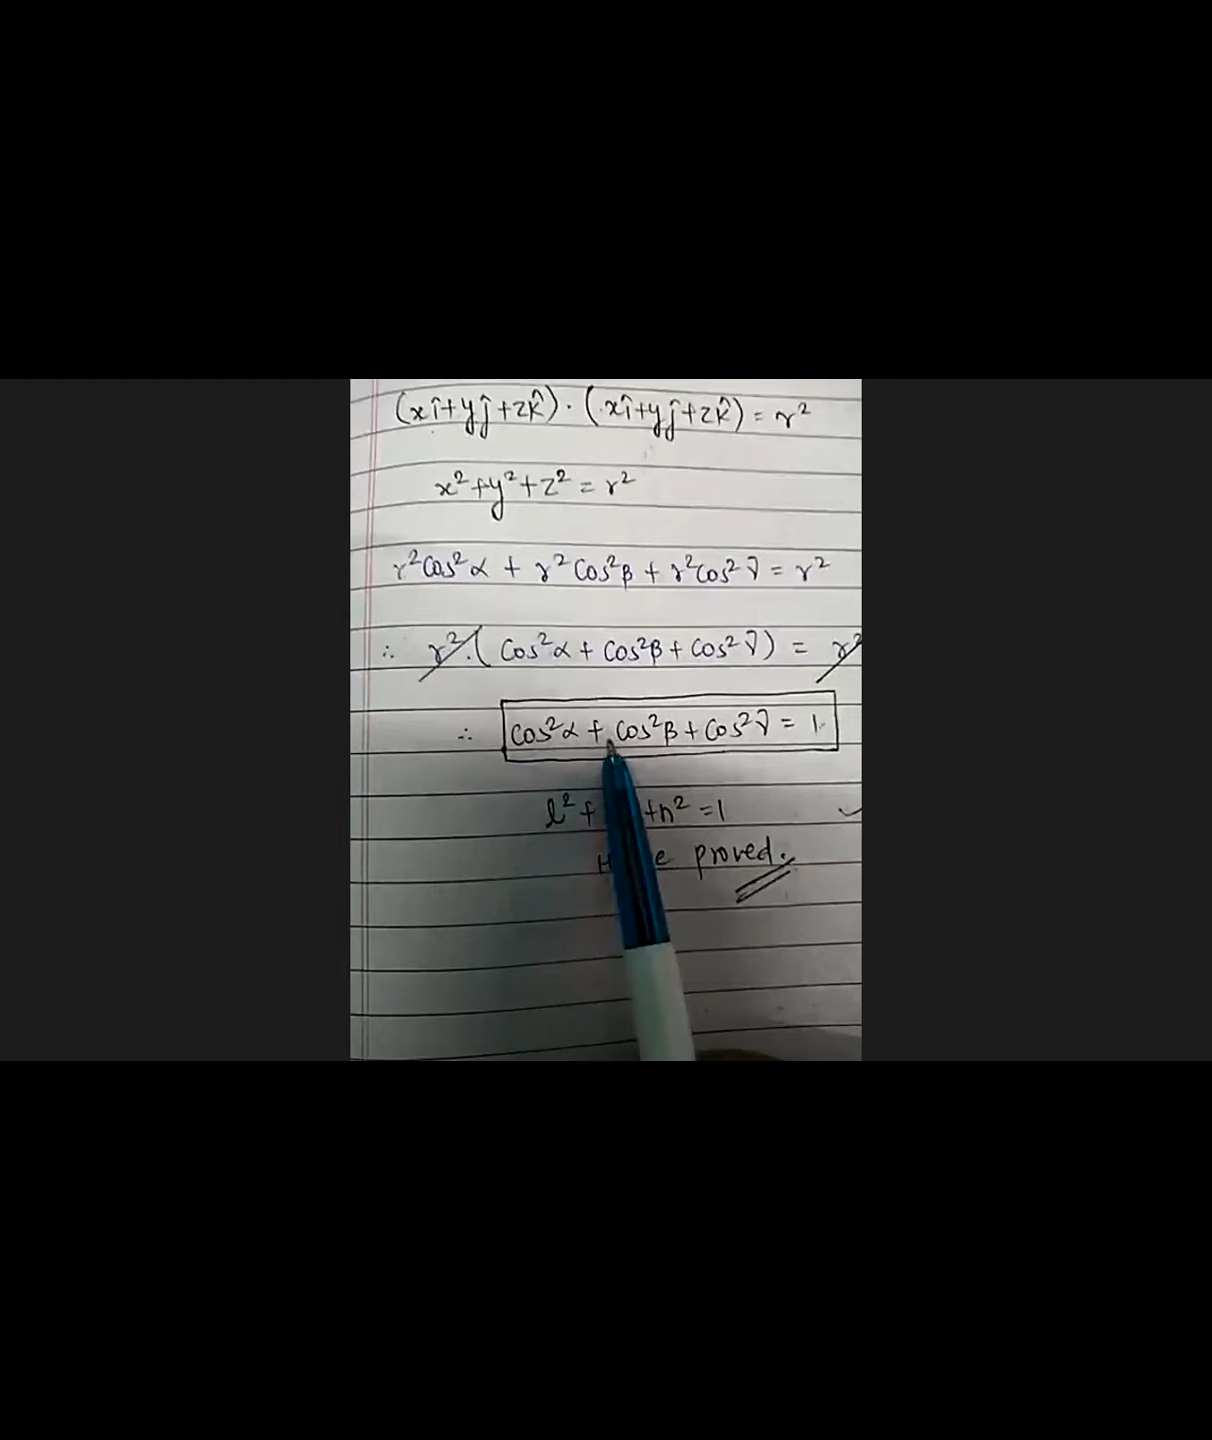 (xî+yĵ+zk̂)·(xî+yĵ+zk̂) = r²
x²+y²+z² = r²
r²cos²α + r²cos²β + r²cos²γ = r²
∴ r².(cos²α + cos²β + cos²γ) = r²
∴ cos²α + cos²β + cos²γ = 1.
l²+ +n² =1
proved.